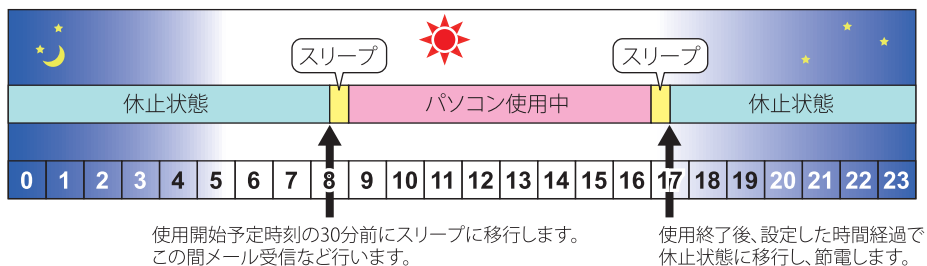 スリープ
スリープ
休止状態
パソコン使用中
休止状態
0 1 2 3 4 5 6 7 8 9 10 11 12 13 14 15 16 17 18 19 20 21 22 23
使用開始予定時刻の30分前にスリープに移行します。
この間メール受信など行います。
使用終了後、設定した時間経過で
休止状態に移行し、節電します。